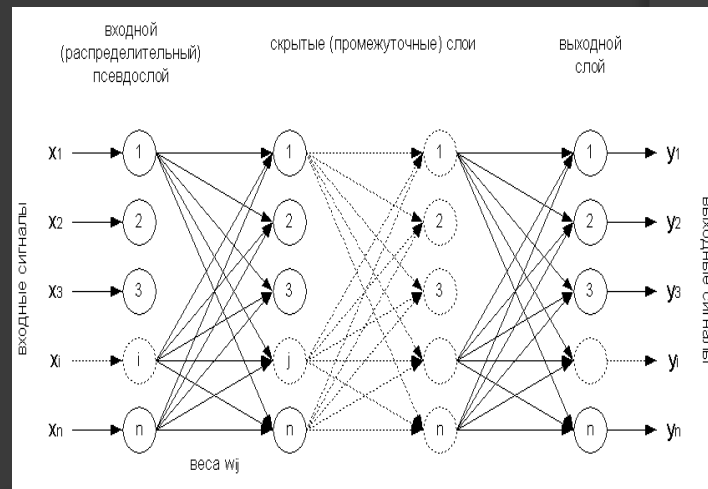 входной
(распределительный)
псевдослой
скрытые (промежуточные) слои
выходной
слой
входные сигналы
x1 1 1 1 1 y1
x2 2 2 2 2 y2
x3 3 3 3 3 y3
xi i j yi
xn n n n n yn
выходные сигналы
веса wij